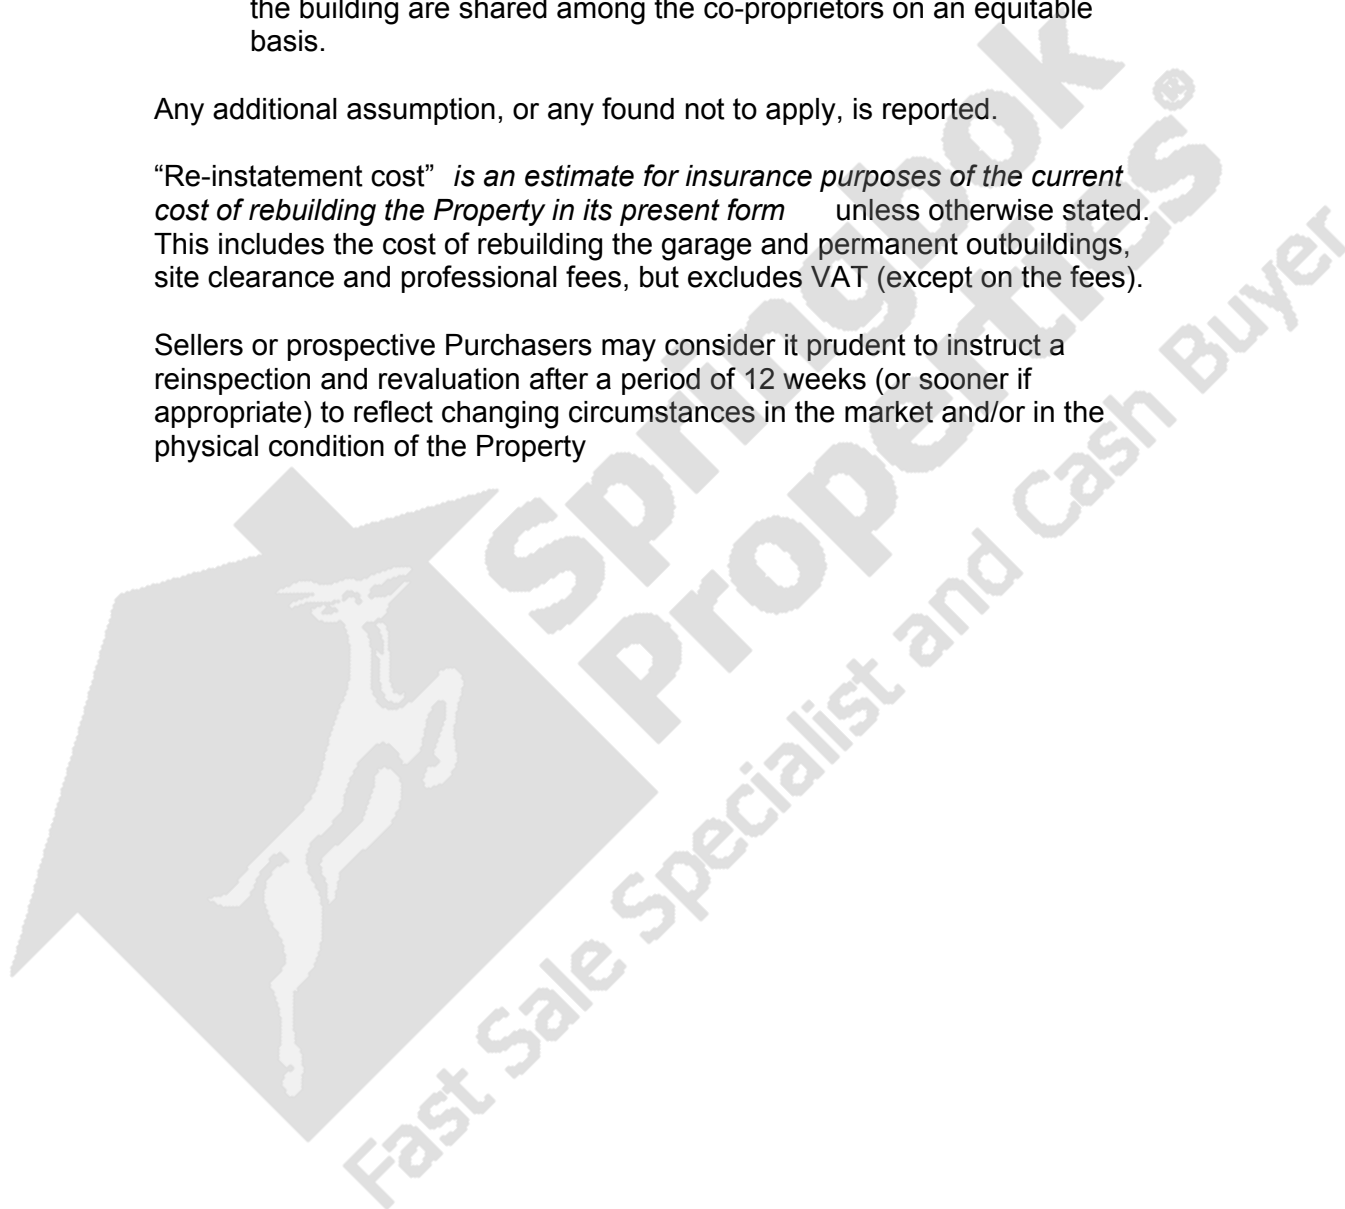 the building are shared among the co-proprietors on an equitable
basis.
Any additional assumption, or any found not to apply, is reported.
“Re-instatement cost” is an estimate for insurance purposes of the current
cost of rebuilding the Property in its present form unless otherwise stated.
This includes the cost of rebuilding the garage and permanent outbuildings,
site clearance and professional fees, but excludes VAT (except on the fees).
Sellers or prospective Purchasers may consider it prudent to instruct a
reinspection and revaluation after a period of 12 weeks (or sooner if
appropriate) to reflect changing circumstances in the market and/or in the
physical condition of the Property
Springbok
Properties®
Fast Sale Specialist and Cash Buyer